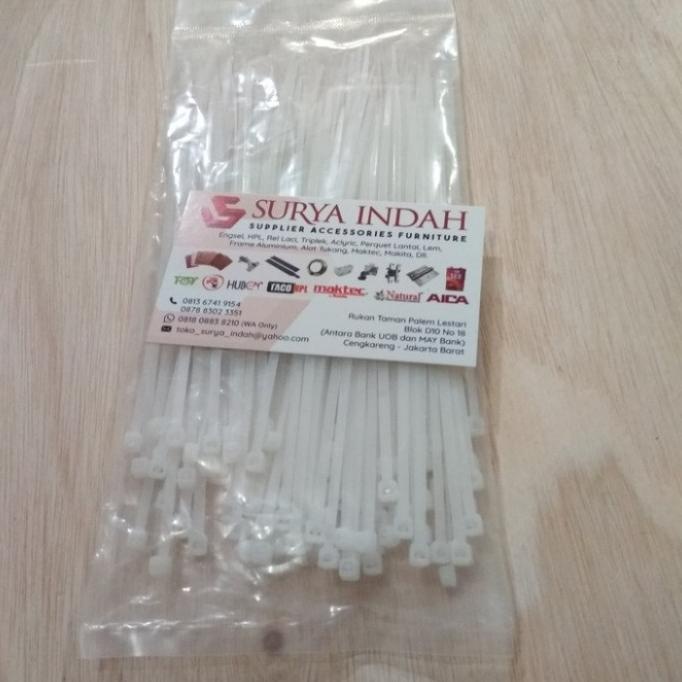 SURYA INDAH
SUPPLIER ACCESSORIES FURNITURE
Engsel, HPL, Rel Laci, Triplek, Aclyric, Perquet Lantai, Lem,
Frame Aluminium, Alat Tukang, Maktec, Makita, Dll.
HUBEN TACO HPL maktec Natural AICA
0813 6741 9154
0878 8302 3351
0818 0883 8210 (WA Only)
toko_surya_indah@yahoo.com
Rukan Taman Palem Lestari
Blok D10 No 18
(Antara Bank UOB dan MAY Bank)
Cengkareng - Jakarta Barat